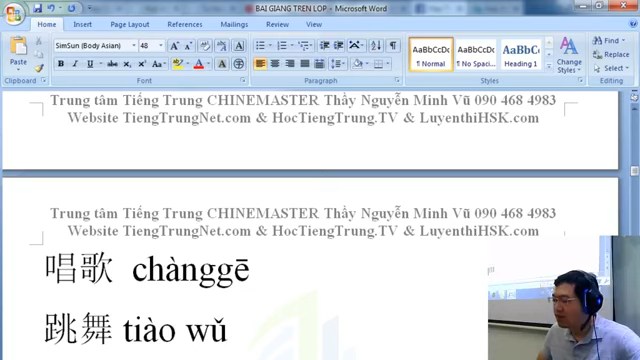 BAI GIANG TREN LOP - Microsoft Word
Home Insert Page Layout References Mailings Review View
SimSun (Body Asian) 48
Paste
Clipboard
Font
Paragraph
AaBbCcDc AaBbCcDc AaBbC
¶ Normal ¶ No Spaci... Heading 1
Change Styles
Styles
Find
Replace
Select
Editing
Trung tâm Tiếng Trung CHINEMASTER Thầy Nguyễn Minh Vũ 090 468 4983
Website TiengTrungNet.com & HocTiengTrung.TV & LuyenthiHSK.com
Trung tâm Tiếng Trung CHINEMASTER Thầy Nguyễn Minh Vũ 090 468 4983
Website TiengTrungNet.com & HocTiengTrung.TV & LuyenthiHSK.com
唱歌 chànggē
跳舞 tiào wǔ